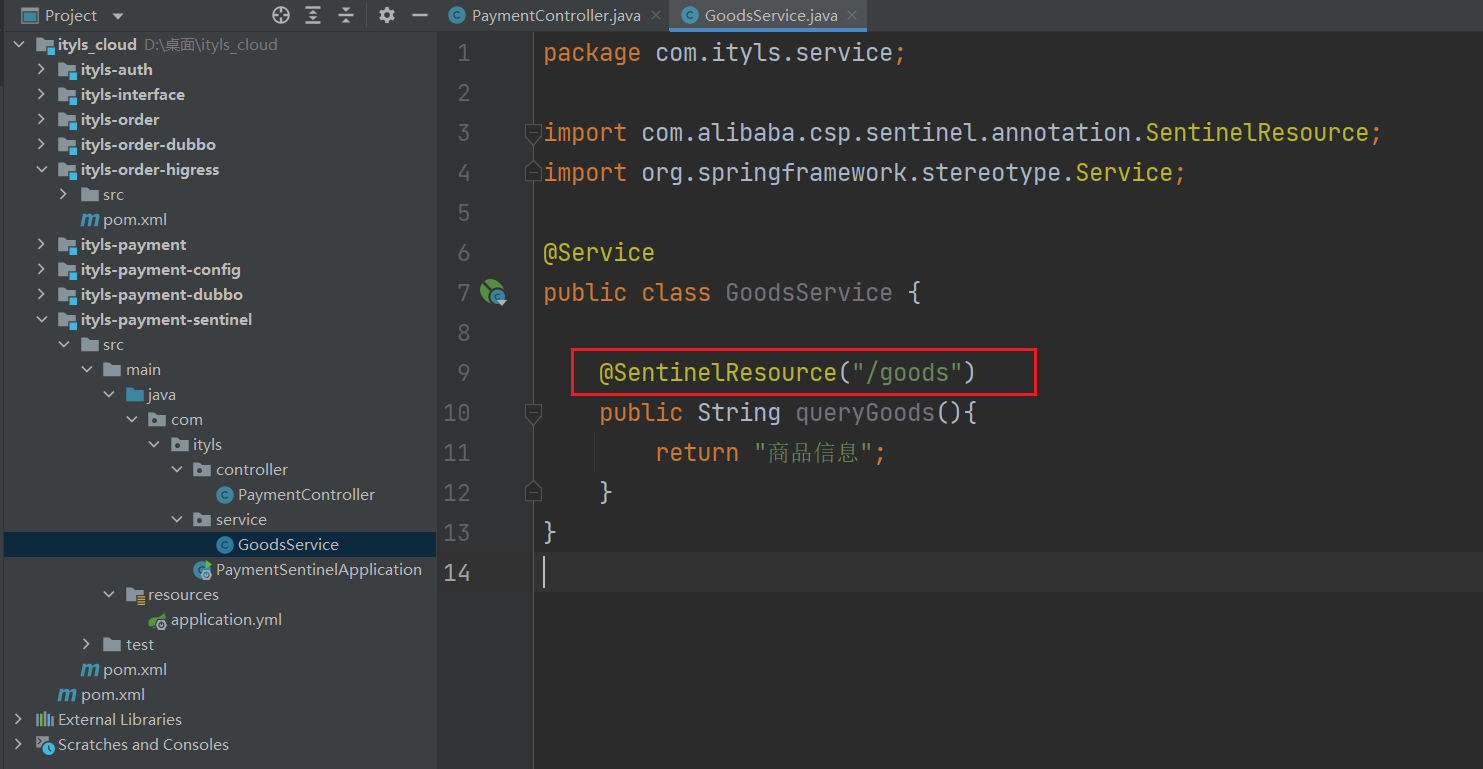 Project
ityls_cloud D:\桌面\ityls_cloud
ityls-auth
ityls-interface
ityls-order
ityls-order-dubbo
ityls-order-higress
src
pom.xml
ityls-payment
ityls-payment-config
ityls-payment-dubbo
ityls-payment-sentinel
src
main
java
com
ityls
controller
PaymentController
service
GoodsService
PaymentSentinelApplication
resources
application.yml
test
pom.xml
pom.xml
External Libraries
Scratches and Consoles
PaymentController.java GoodsService.java
1 package com.ityls.service;
2
3 import com.alibaba.csp.sentinel.annotation.SentinelResource;
4 import org.springframework.stereotype.Service;
5
6 @Service
7 public class GoodsService {
8
9 @SentinelResource("/goods")
10 public String queryGoods(){
11 return "商品信息";
12 }
13 }
14